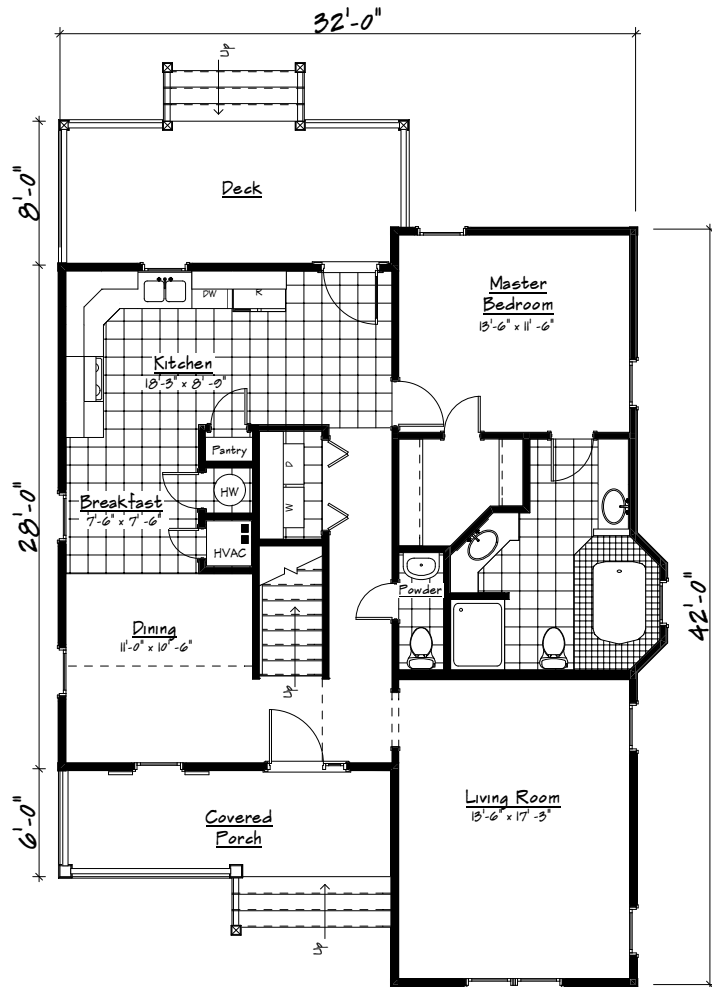 32'-0"
Up
8'-0"
Deck
Master
Bedroom
13'-6" x 11'-6"
DW
R
Kitchen
18'-3" x 8'-9"
Pantry
D
HW
Breakfast
7'-6" x 7'-6"
W
28'-0"
HVAC
Powder
42'-0"
Dining
11'-0" x 10'-6"
Up
Living Room
13'-6" x 17'-3"
Covered
Porch
6'-0"
Up